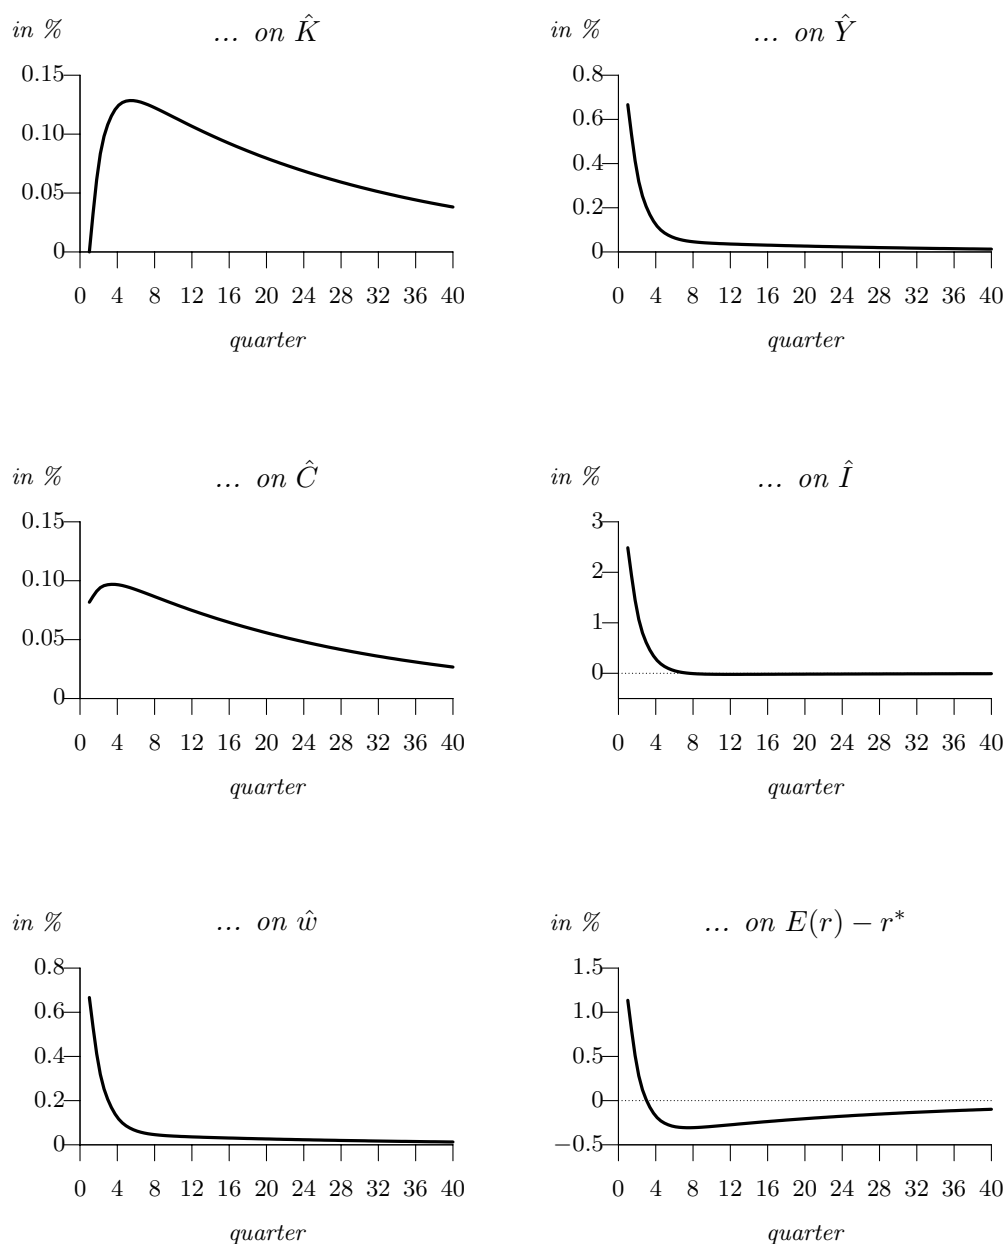 in %
... on K̂
0.15
0.10
0.05
0
0 4 8 12 16 20 24 28 32 36 40
quarter
in %
... on Ŷ
0.8
0.6
0.4
0.2
0
0 4 8 12 16 20 24 28 32 36 40
quarter
in %
... on Ĉ
0.15
0.10
0.05
0
0 4 8 12 16 20 24 28 32 36 40
quarter
in %
... on Î
3
2
1
0
0 4 8 12 16 20 24 28 32 36 40
quarter
in %
... on ŵ
0.8
0.6
0.4
0.2
0
0 4 8 12 16 20 24 28 32 36 40
quarter
in %
... on E(r) − r*
1.5
1.0
0.5
0
−0.5
0 4 8 12 16 20 24 28 32 36 40
quarter